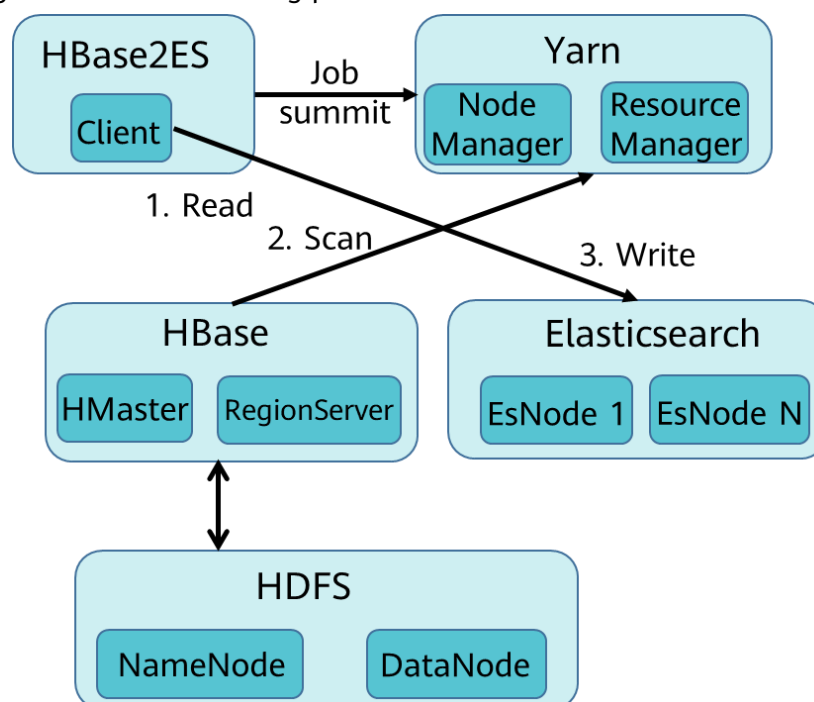 HBase2ES
Client
Job
summit
Yarn
Node
Manager
Resource
Manager
1. Read
2. Scan
3. Write
HBase
HMaster
RegionServer
Elasticsearch
EsNode 1
EsNode N
HDFS
NameNode
DataNode